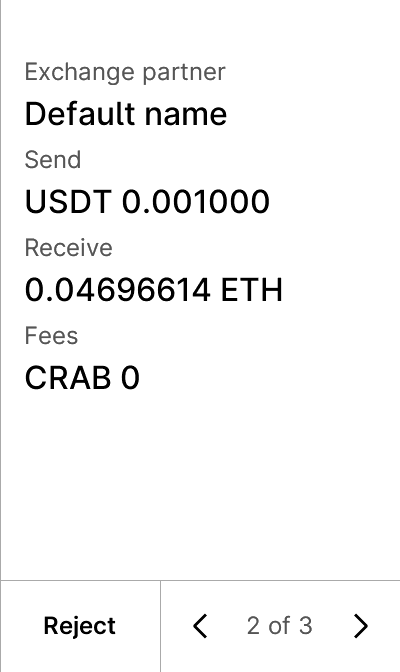 Exchange partner
Default name
Send
USDT 0.001000
Receive
0.04696614 ETH
Fees
CRAB 0
Reject
2 of 3